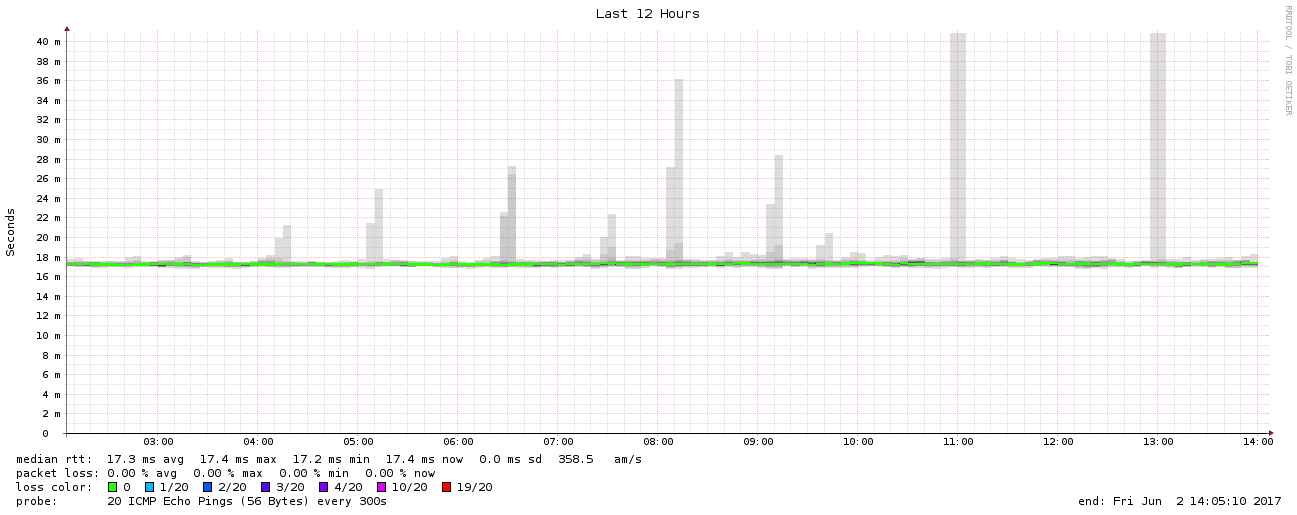 Last 12 Hours
RRDTOOL / TOBI OETIKER
Seconds
40 m
38 m
36 m
34 m
32 m
30 m
28 m
26 m
24 m
22 m
20 m
18 m
16 m
14 m
12 m
10 m
8 m
6 m
4 m
2 m
0
03:00 04:00 05:00 06:00 07:00 08:00 09:00 10:00 11:00 12:00 13:00 14:00
median rtt: 17.3 ms avg 17.4 ms max 17.2 ms min 17.4 ms now 0.0 ms sd 358.5 am/s
packet loss: 0.00 % avg 0.00 % max 0.00 % min 0.00 % now
loss color: 0 1/20 2/20 3/20 4/20 10/20 19/20
probe: 20 ICMP Echo Pings (56 Bytes) every 300s end: Fri Jun 2 14:05:10 2017